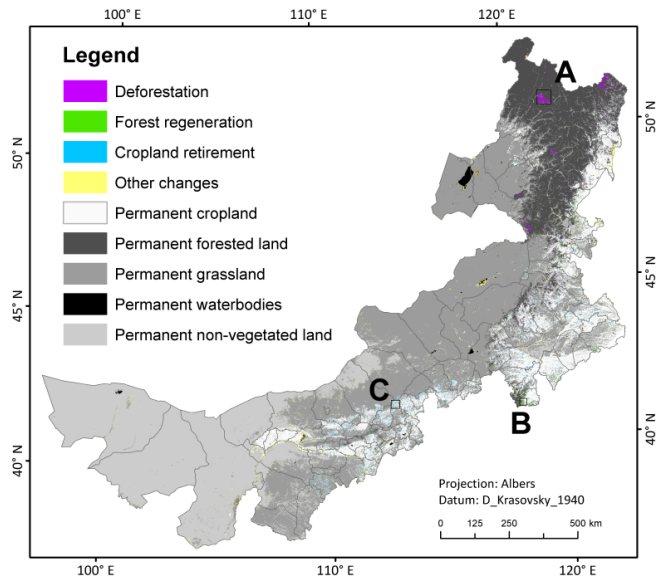 100° E 110° E 120° E
Legend
Deforestation
Forest regeneration
Cropland retirement
Other changes
Permanent cropland
Permanent forested land
Permanent grassland
Permanent waterbodies
Permanent non-vegetated land
A
B
C
50° N
45° N
40° N
50° N
45° N
40° N
Projection: Albers
Datum: D_Krasovsky_1940
0 125 250 500 km
100° E 110° E 120° E